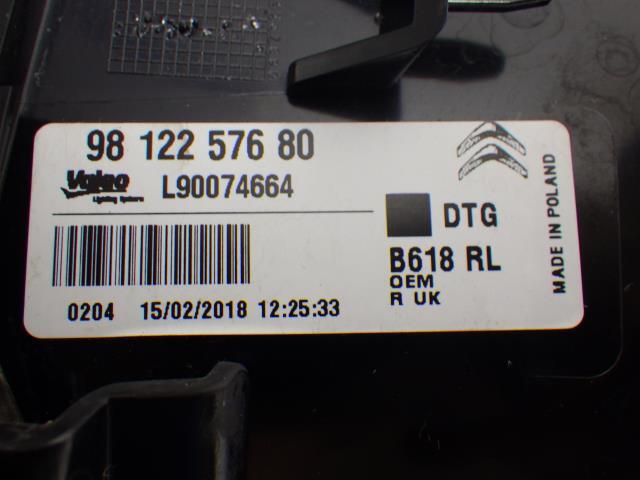 98 122 576 80
Valeo
Lighting Systems
L90074664
DTG
B618 RL
OEM
R UK
0204 15/02/2018 12:25:33
MADE IN POLAND